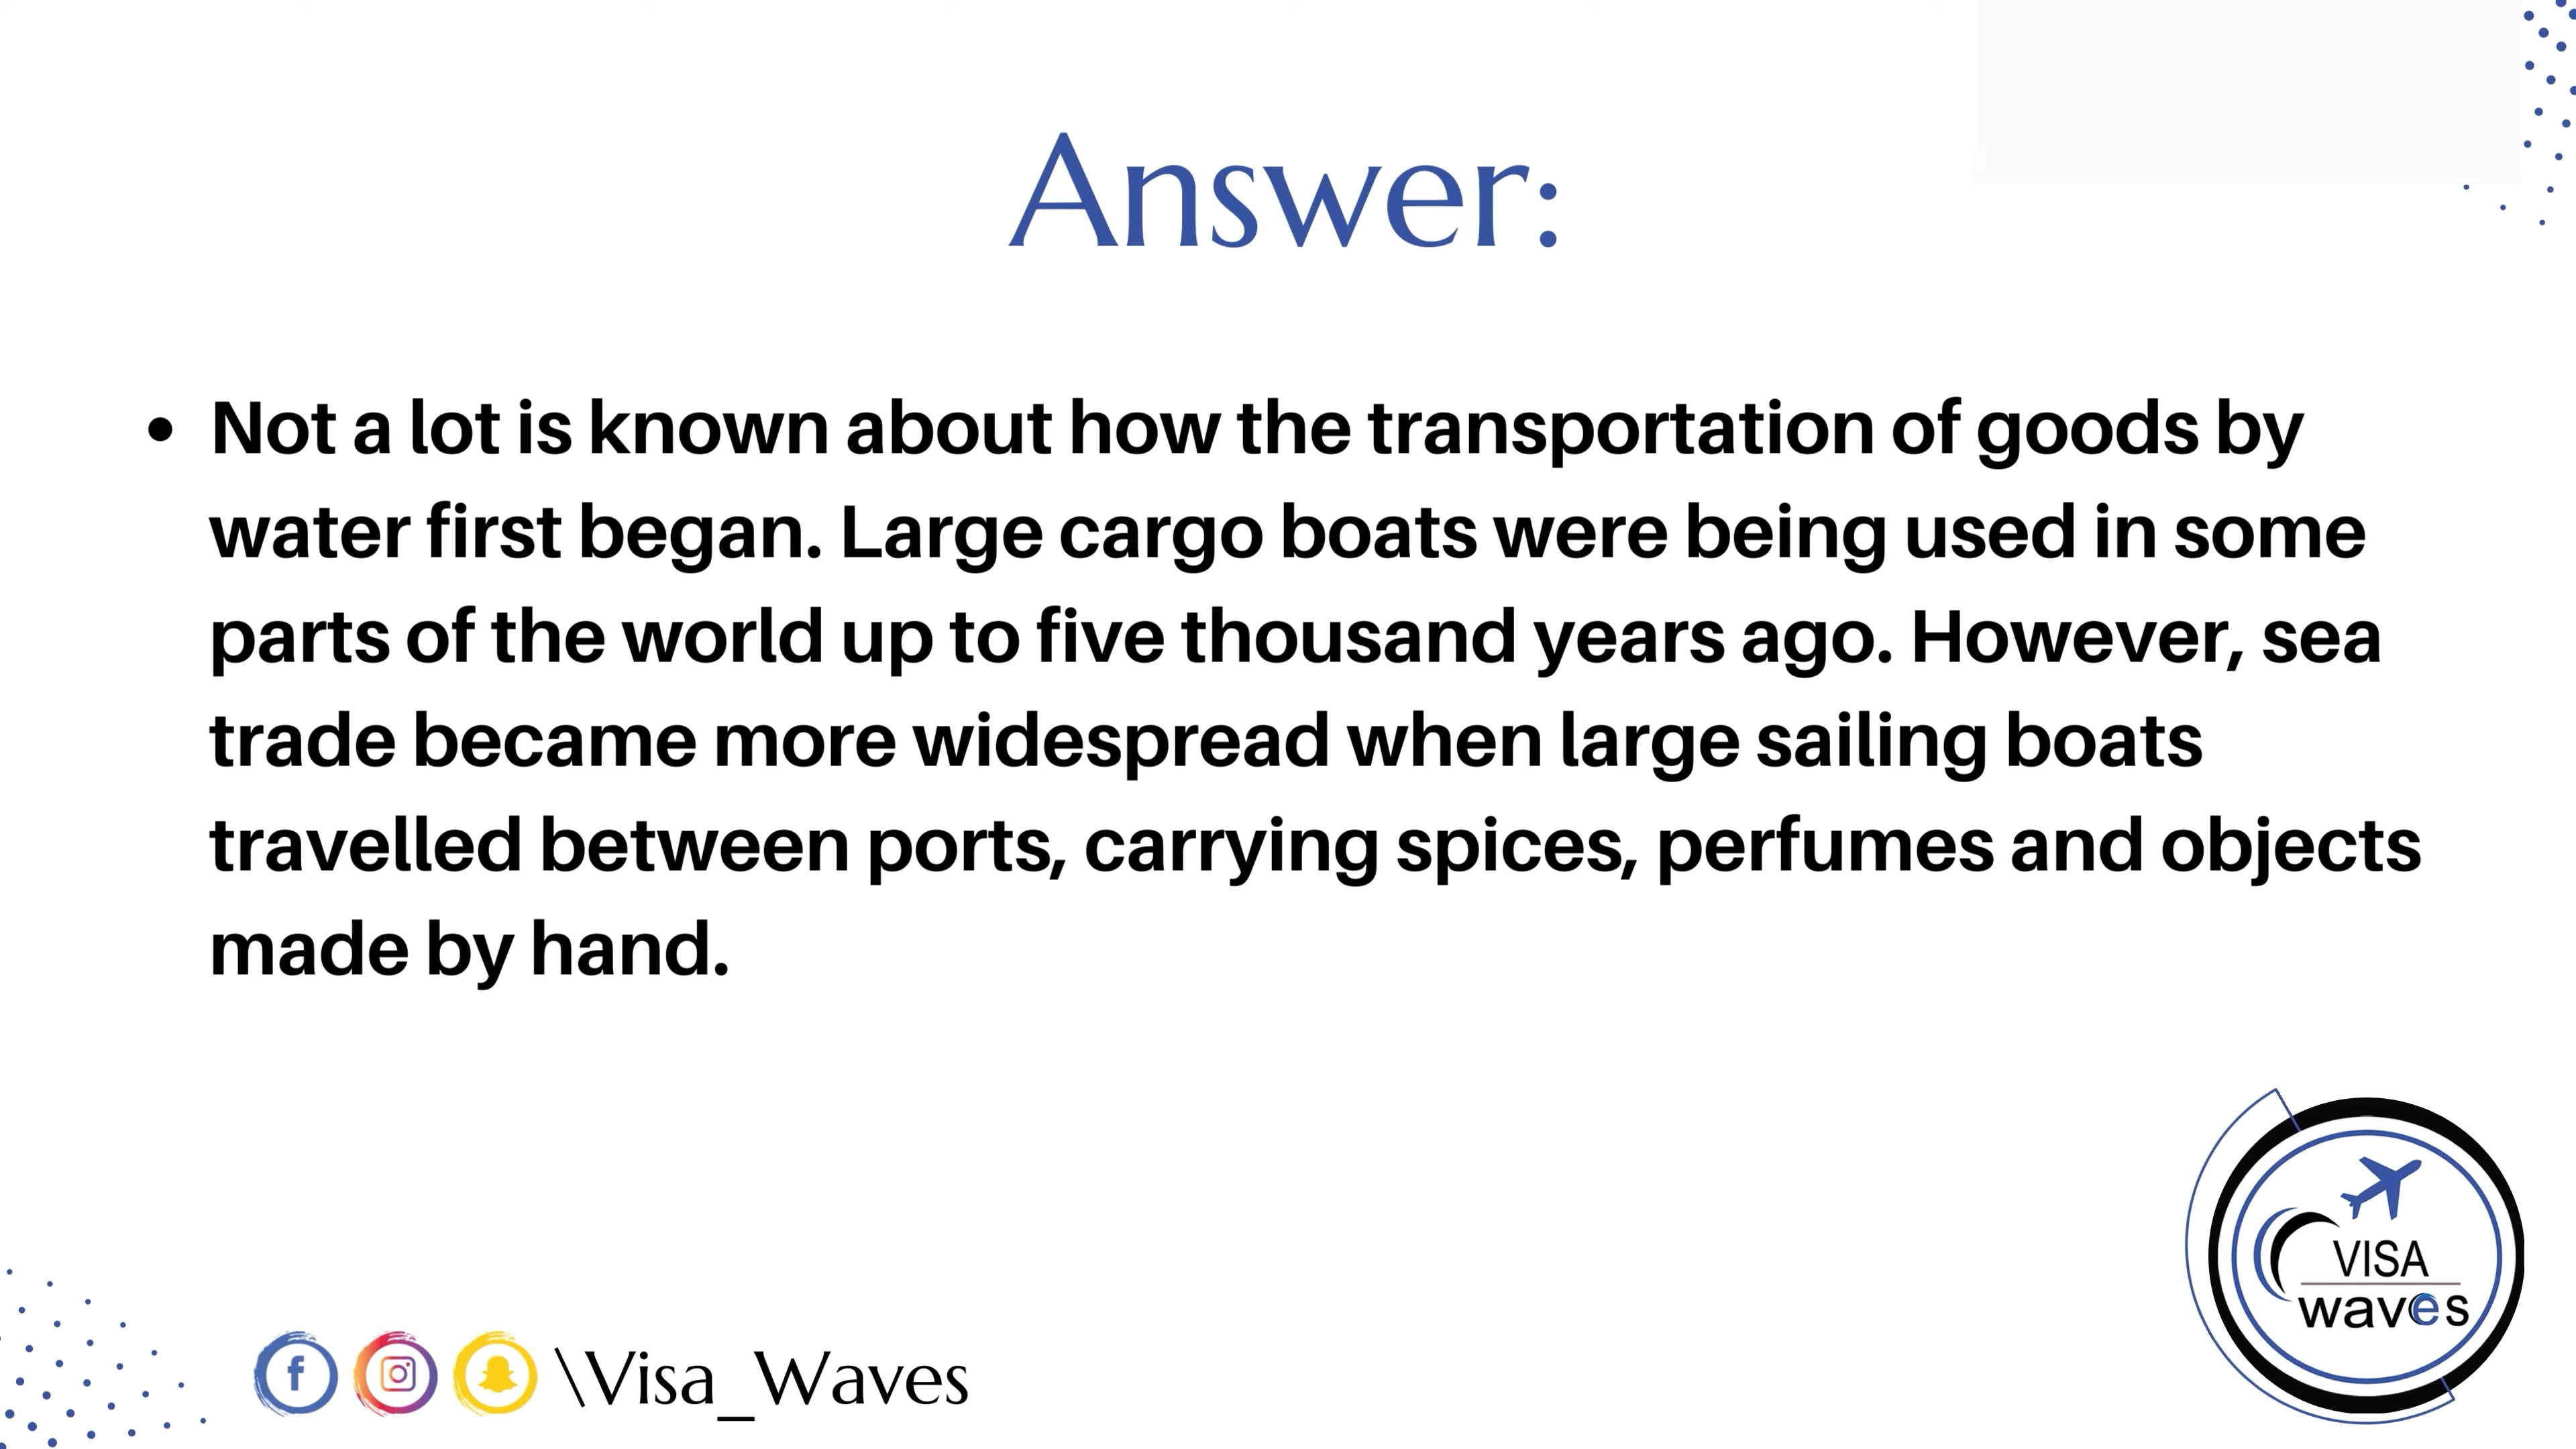 Answer:
• Not a lot is known about how the transportation of goods by
water first began. Large cargo boats were being used in some
parts of the world up to five thousand years ago. However, sea
trade became more widespread when large sailing boats
travelled between ports, carrying spices, perfumes and objects
made by hand.
VISA
waves
\Visa_Waves